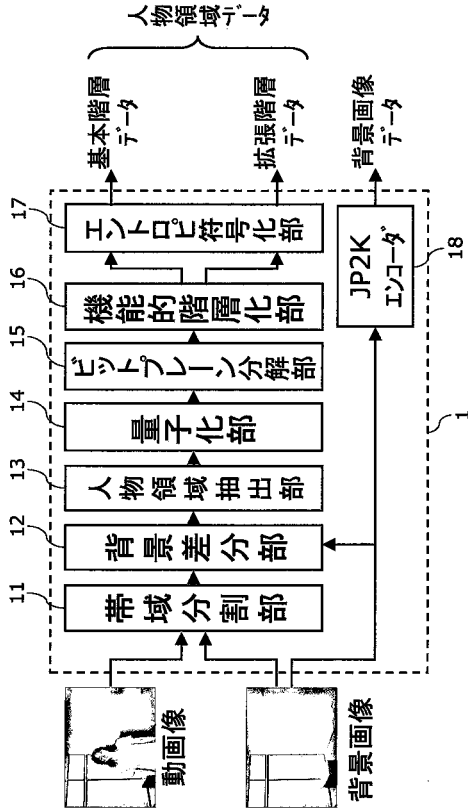 動画像
背景画像
11
帯域分割部
12
背景差分部
13
人物領域抽出部
14
量子化部
15
ビットプレーン分解部
16
機能的階層化部
17
エントロピ符号化部
JP2K
エンコーダ
18
1
基本階層
データ
拡張階層
データ
人物領域データ
背景画像
データ